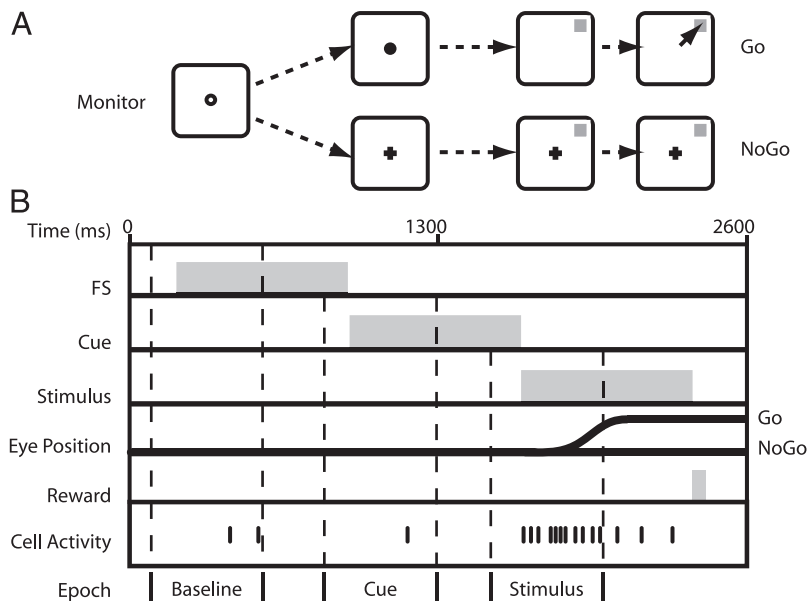 A
Monitor
Go
NoGo
B
Time (ms) 0 1300 2600
FS
Cue
Stimulus
Eye Position
Go
NoGo
Reward
Cell Activity
Epoch Baseline Cue Stimulus